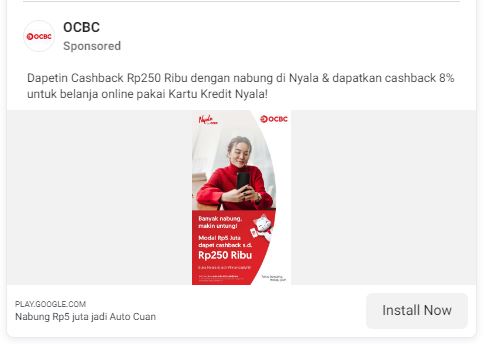 OCBC
OCBC
Sponsored
Dapetin Cashback Rp250 Ribu dengan nabung di Nyala & dapatkan cashback 8%
untuk belanja online pakai Kartu Kredit Nyala!
Nyala
OCBC
Banyak nabung,
makin untung!
Modal Rp5 Juta
dapet cashback s.d.
Rp250 Ribu
PLAY.GOOGLE.COM
Nabung Rp5 juta jadi Auto Cuan
Install Now